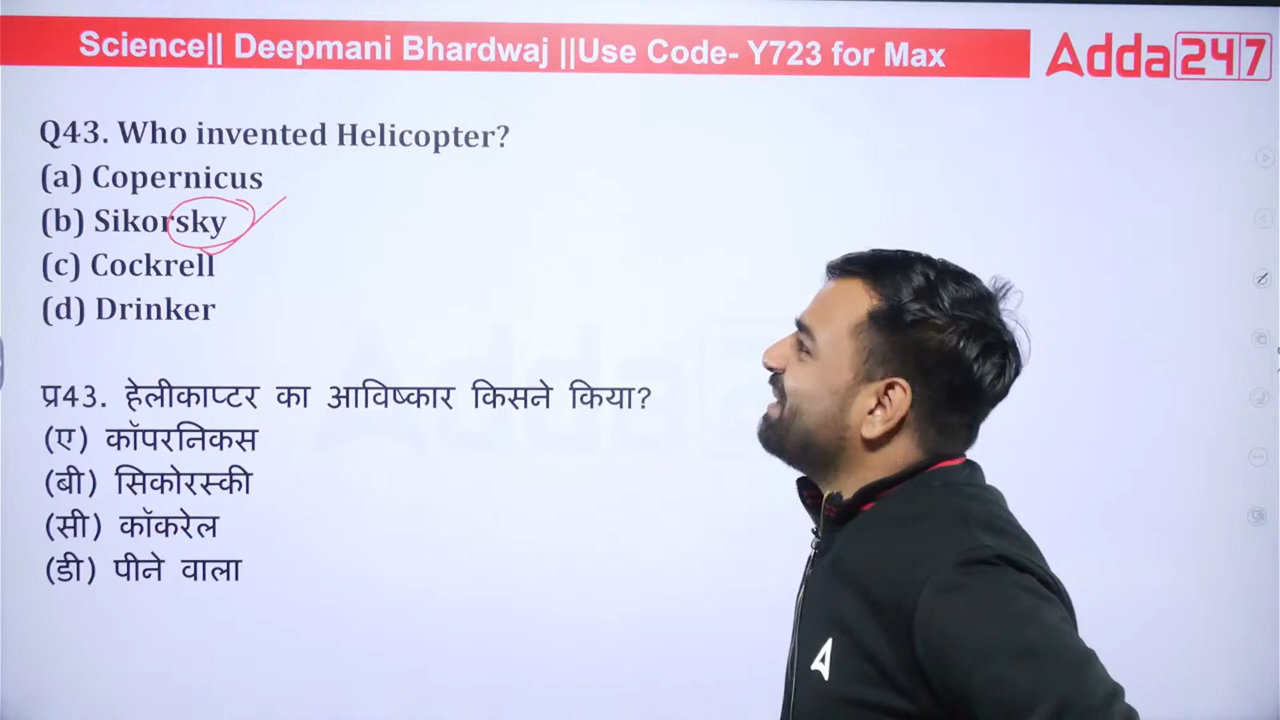 Science|| Deepmani Bhardwaj ||Use Code- Y723 for Max
Adda247
Q43. Who invented Helicopter?
(a) Copernicus
(b) Sikorsky
(c) Cockrell
(d) Drinker
प्र43. हेलीकाप्टर का आविष्कार किसने किया?
(ए) कॉपरनिकस
(बी) सिकोरस्की
(सी) कॉकरेल
(डी) पीने वाला